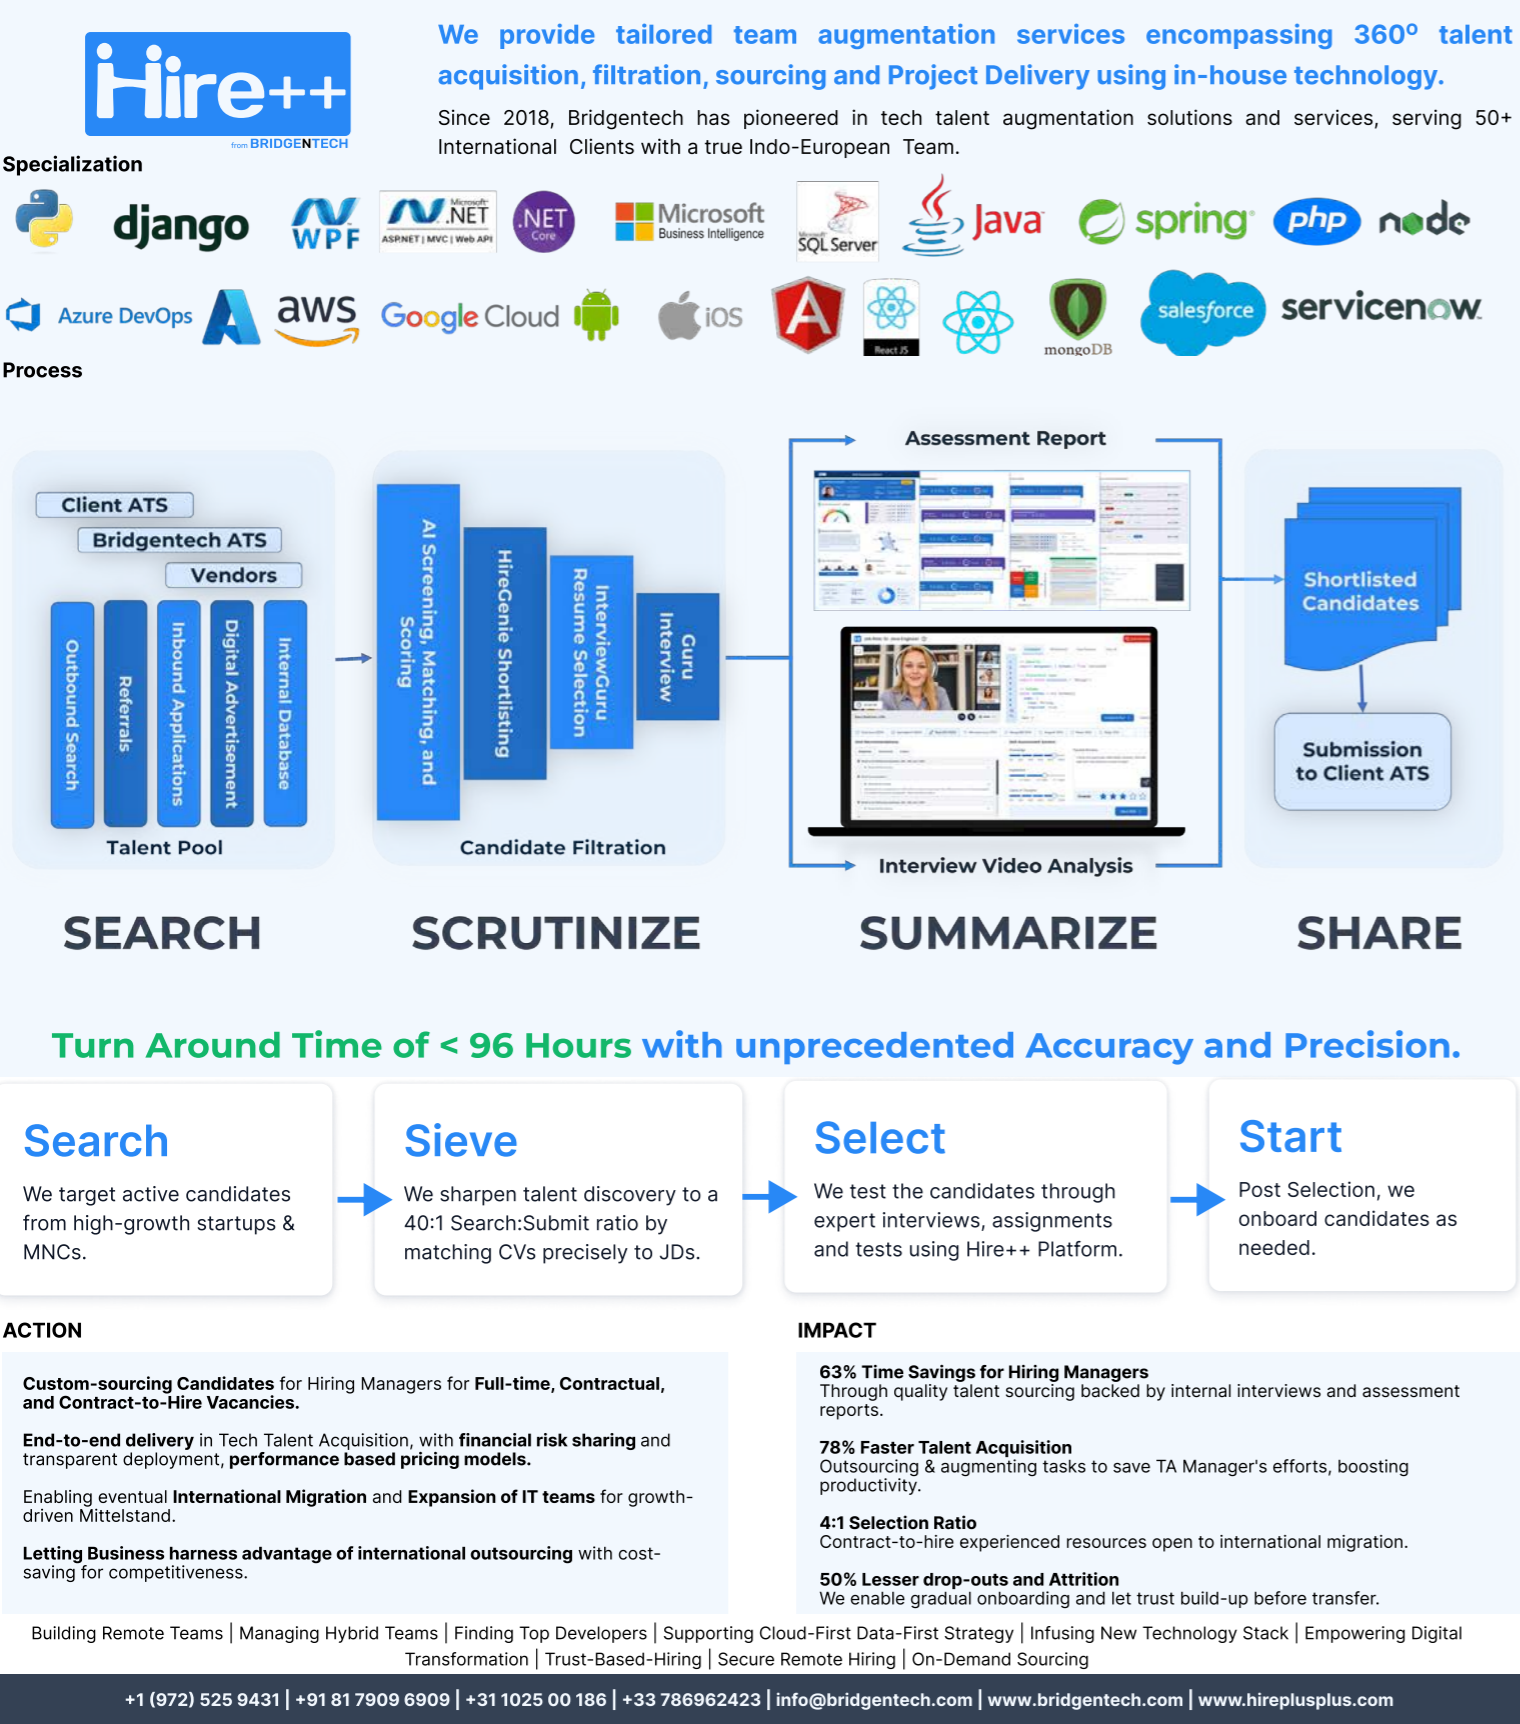 Hire++
from BRIDGENTECH
We provide tailored team augmentation services encompassing 360º talent
acquisition, filtration, sourcing and Project Delivery using in-house technology.
Since 2018, Bridgentech has pioneered in tech talent augmentation solutions and services, serving 50+
International Clients with a true Indo-European Team.
Specialization
django
WPF
Microsoft
.NET
ASP.NET | MVC | Web API
.NET
Core
Microsoft
Business Intelligence
Microsoft
SQL Server
Java
spring
php
node
Azure DevOps
aws
Google Cloud
iOS
A
React JS
mongoDB
salesforce
servicenow
Process
Client ATS
Bridgentech ATS
Vendors
Outbound Search
Referrals
Inbound Applications
Digital Advertisement
Internal Database
Talent Pool
AI Screening, Matching, and
Scoring
HireGenie Shortlisting
InterviewGuru
Resume Selection
Guru
Interview
Candidate Filtration
Assessment Report
Interview Video Analysis
Shortlisted
Candidates
Submission
to Client ATS
SEARCH
SCRUTINIZE
SUMMARIZE
SHARE
Turn Around Time of < 96 Hours with unprecedented Accuracy and Precision.
Search
We target active candidates
from high-growth startups &
MNCs.
Sieve
We sharpen talent discovery to a
40:1 Search:Submit ratio by
matching CVs precisely to JDs.
Select
We test the candidates through
expert interviews, assignments
and tests using Hire++ Platform.
Start
Post Selection, we
onboard candidates as
needed.
ACTION
Custom-sourcing Candidates for Hiring Managers for Full-time, Contractual,
and Contract-to-Hire Vacancies.
End-to-end delivery in Tech Talent Acquisition, with financial risk sharing and
transparent deployment, performance based pricing models.
Enabling eventual International Migration and Expansion of IT teams for growth-
driven Mittelstand.
Letting Business harness advantage of international outsourcing with cost-
saving for competitiveness.
IMPACT
63% Time Savings for Hiring Managers
Through quality talent sourcing backed by internal interviews and assessment
reports.
78% Faster Talent Acquisition
Outsourcing & augmenting tasks to save TA Manager's efforts, boosting
productivity.
4:1 Selection Ratio
Contract-to-hire experienced resources open to international migration.
50% Lesser drop-outs and Attrition
We enable gradual onboarding and let trust build-up before transfer.
Building Remote Teams | Managing Hybrid Teams | Finding Top Developers | Supporting Cloud-First Data-First Strategy | Infusing New Technology Stack | Empowering Digital
Transformation | Trust-Based-Hiring | Secure Remote Hiring | On-Demand Sourcing
+1 (972) 525 9431 | +91 81 7909 6909 | +31 1025 00 186 | +33 786962423 | info@bridgentech.com | www.bridgentech.com | www.hireplusplus.com